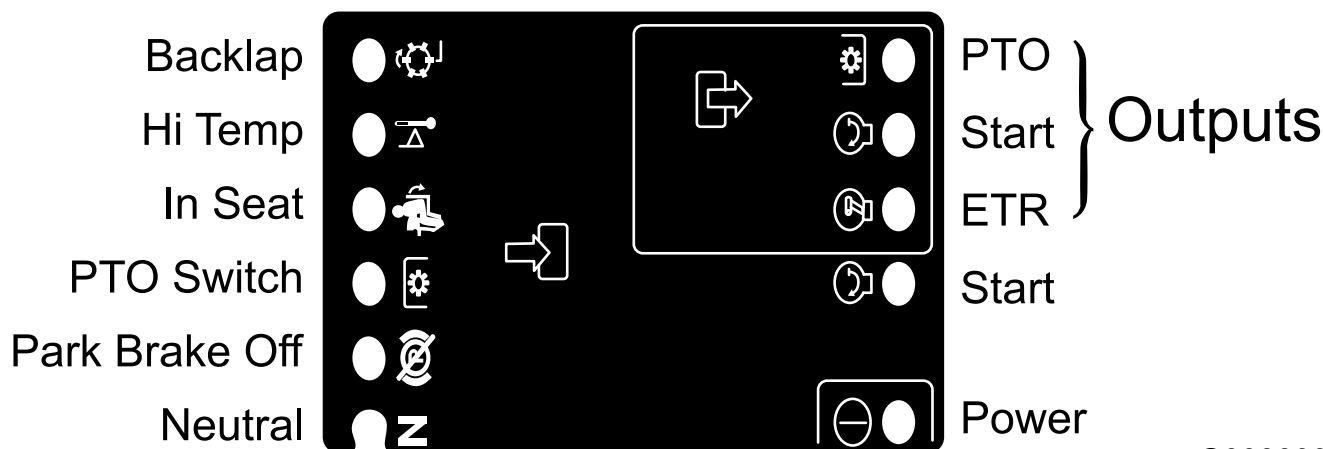 Backlap
Hi Temp
In Seat
PTO Switch
Park Brake Off
Neutral
N
PTO
Start
ETR
Outputs
Start
Power